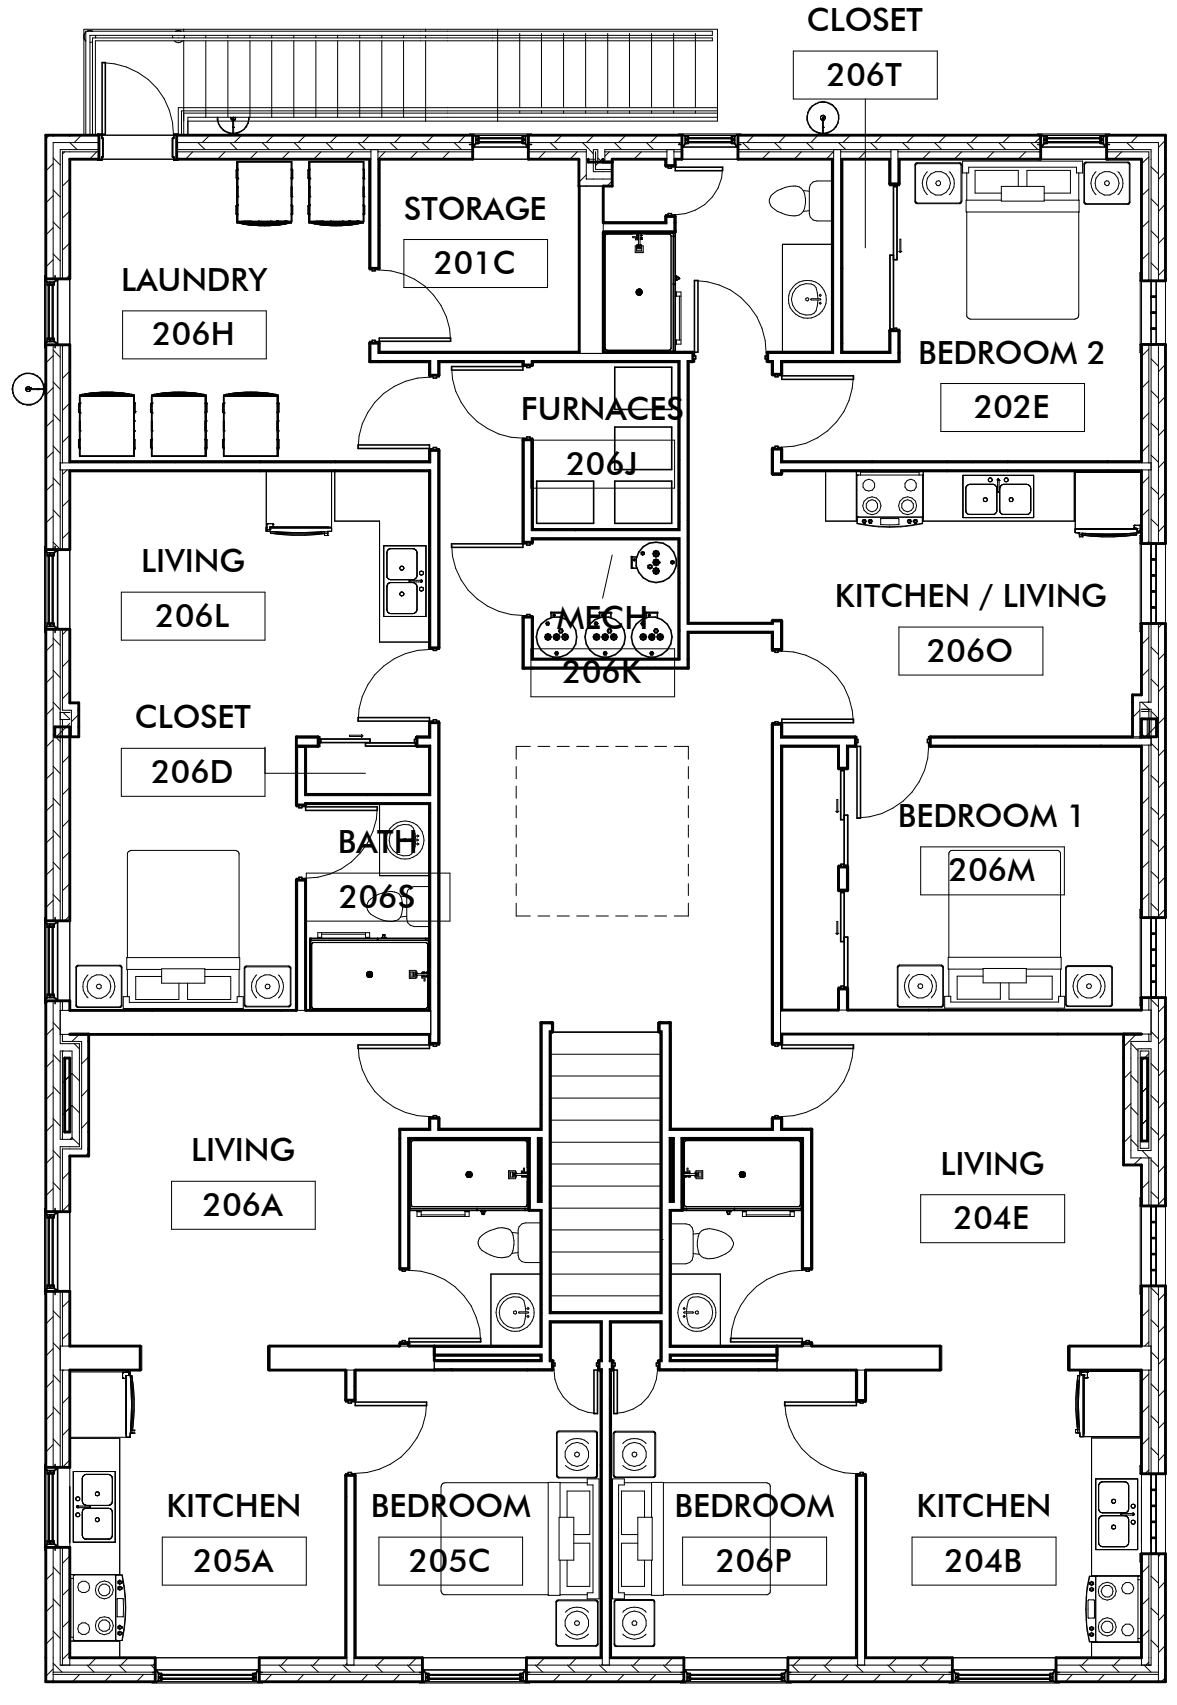 CLOSET
206T
STORAGE
201C
LAUNDRY
206H
BEDROOM 2
202E
FURNACES
206J
LIVING
206L
KITCHEN / LIVING
206O
MECH
206K
CLOSET
206D
BEDROOM 1
206M
BATH
206S
LIVING
206A
LIVING
204E
KITCHEN
205A
BEDROOM
205C
BEDROOM
206P
KITCHEN
204B